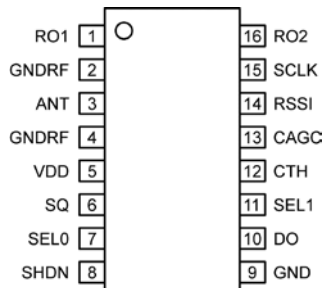 RO1 1 16 RO2
GNDRF 2 15 SCLK
ANT 3 14 RSSI
GNDRF 4 13 CAGC
VDD 5 12 CTH
SQ 6 11 SEL1
SEL0 7 10 DO
SHDN 8 9 GND